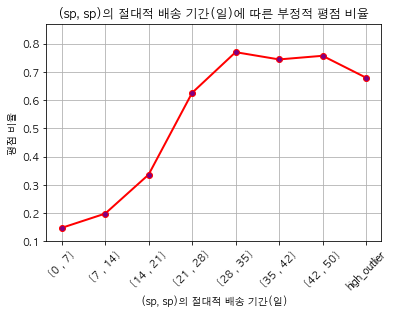 (sp, sp)의 절대적 배송 기간(일)에 따른 부정적 평점 비율
평점 비율
0.8
0.7
0.6
0.5
0.4
0.3
0.2
0.1
(0 , 7)
(7 , 14)
(14 , 21)
(21 , 28)
(28 , 35)
(35 , 42)
(42 , 50)
hgh_outlier
(sp, sp)의 절대적 배송 기간(일)